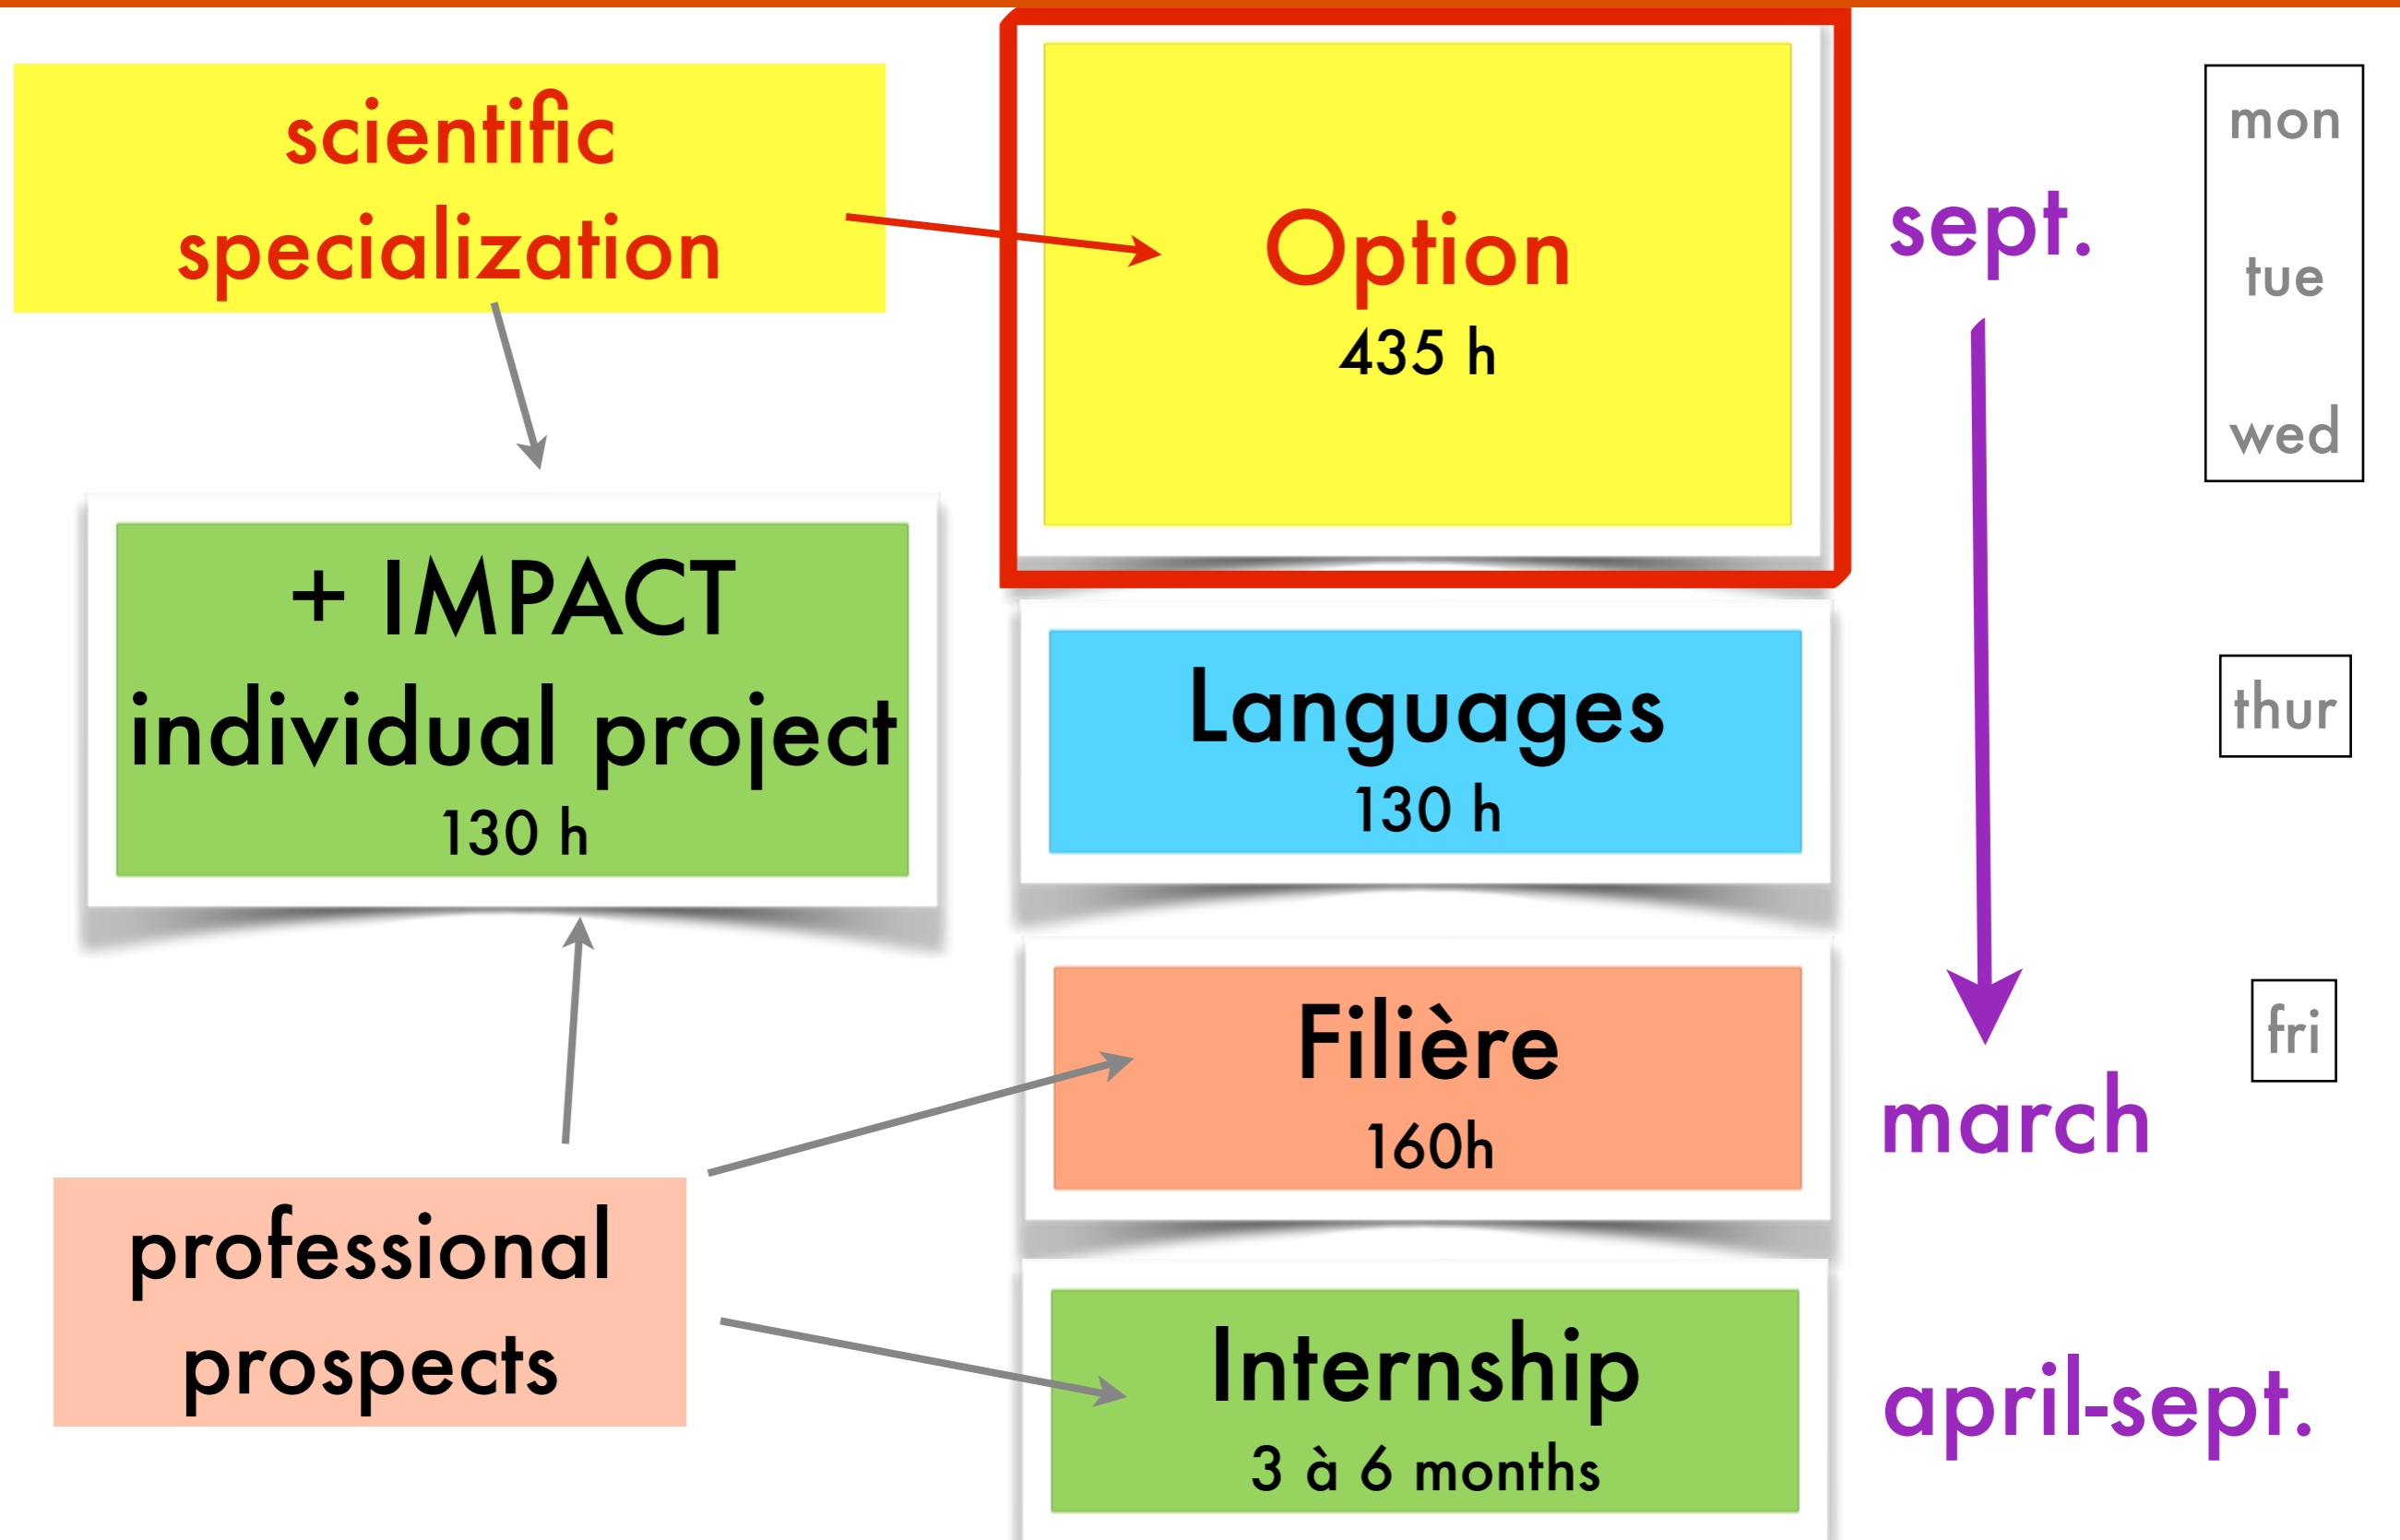 scientific
specialization
Option
435 h
sept.
mon
tue
wed
+ IMPACT
individual project
130 h
Languages
130 h
thur
Filière
160h
march
fri
professional
prospects
Internship
3 à 6 months
april-sept.